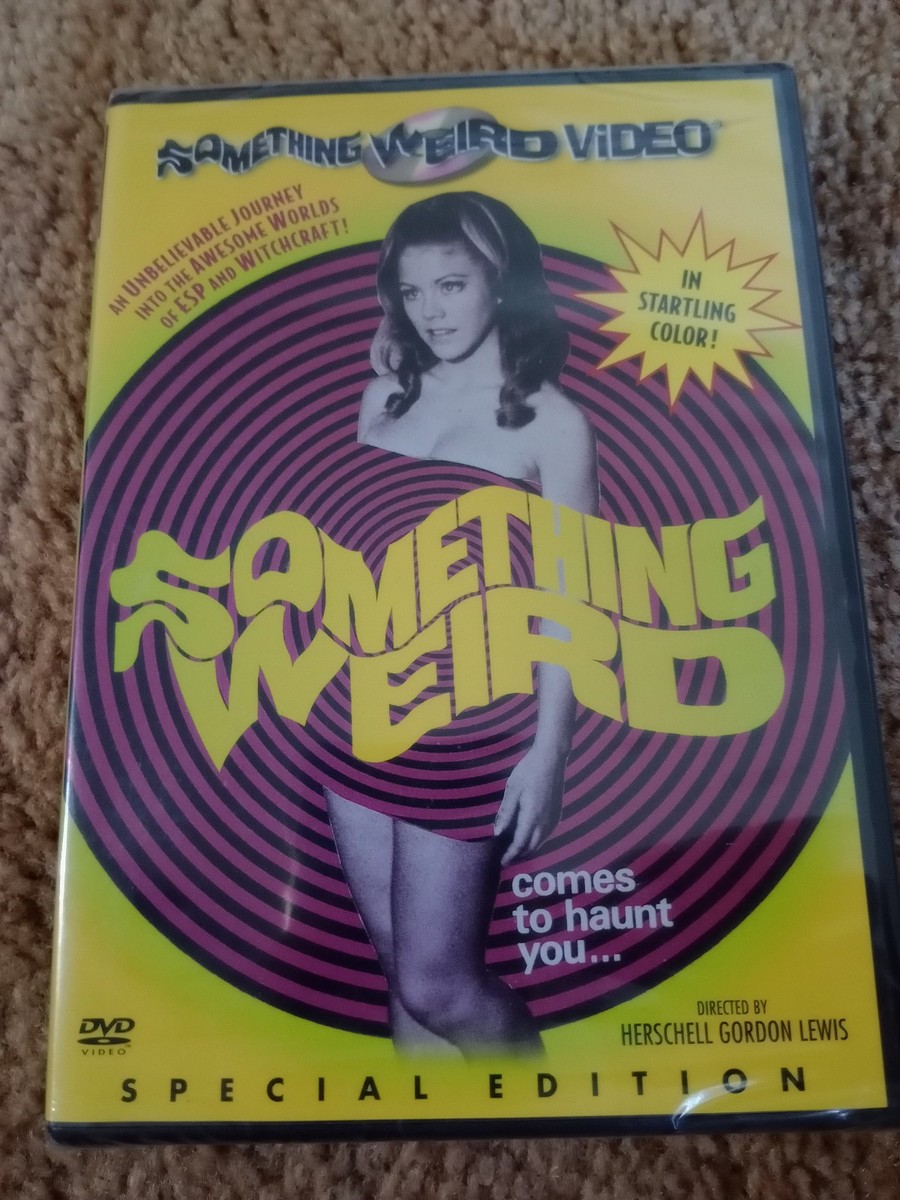 SOMETHING WEIRD VIDEO
AN UNBELIEVABLE JOURNEY
INTO THE AWESOME WORLDS
OF ESP AND WITCHCRAFT!
IN
STARTLING
COLOR!
SOMETHING
WEIRD
comes
to haunt
you...
DIRECTED BY
HERSCHELL GORDON LEWIS
DVD
VIDEO
SPECIAL EDITION